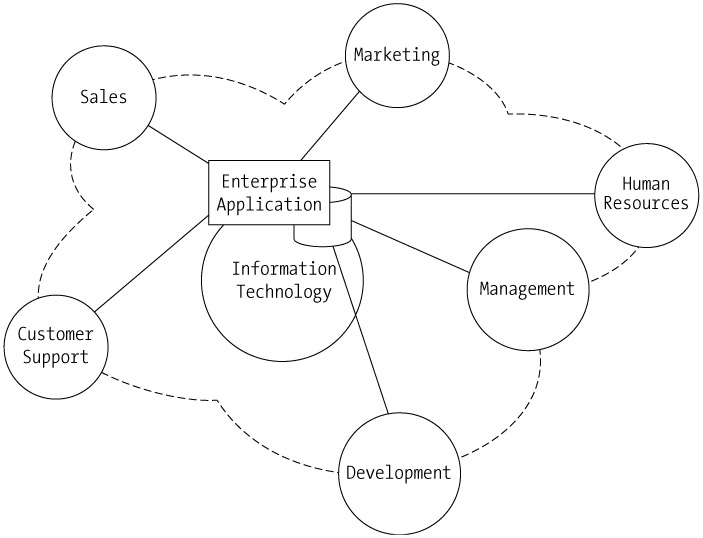 Marketing
Sales
Enterprise
Application
Human
Resources
Information
Technology
Management
Customer
Support
Development